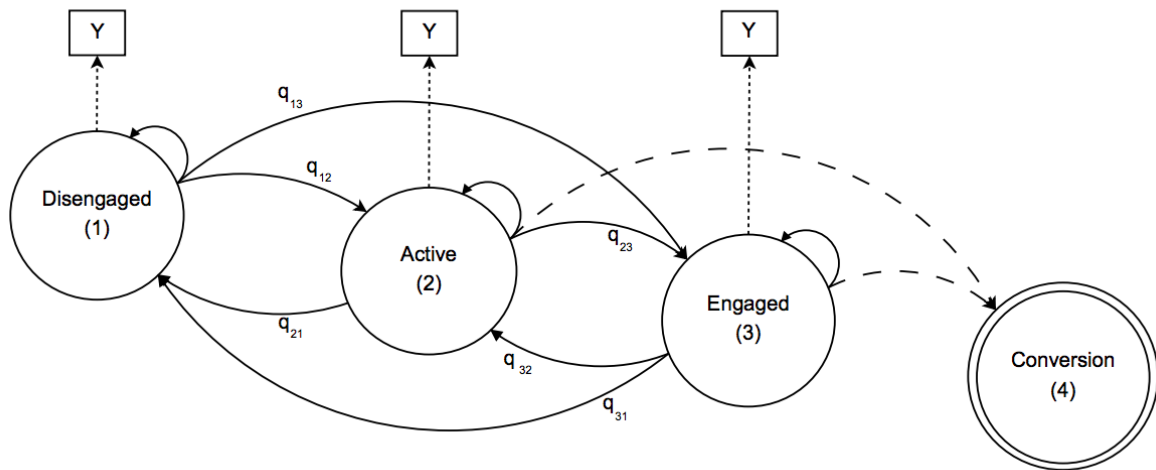 Y
Y
Y
q13
q12
Disengaged
(1)
Active
(2)
q23
Engaged
(3)
q21
q32
q31
Conversion
(4)